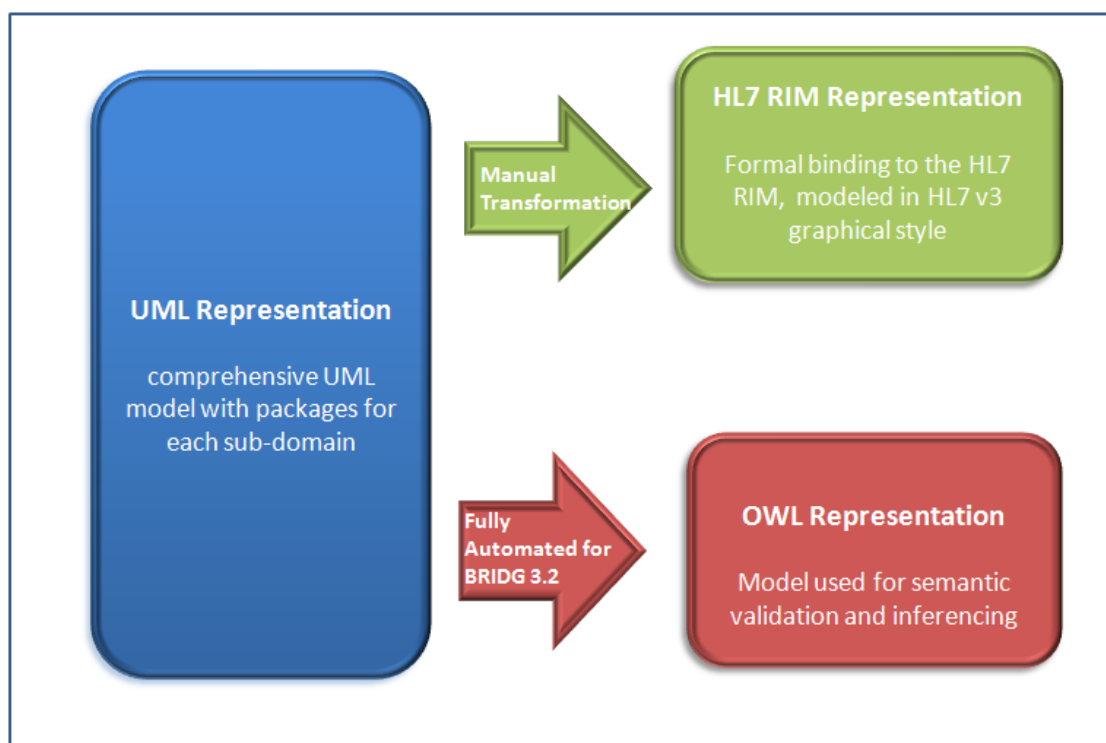 UML Representation
comprehensive UML
model with packages for
each sub-domain
Manual
Transformation
HL7 RIM Representation
Formal binding to the HL7
RIM, modeled in HL7 v3
graphical style
Fully
Automated for
BRIDG 3.2
OWL Representation
Model used for semantic
validation and inferencing